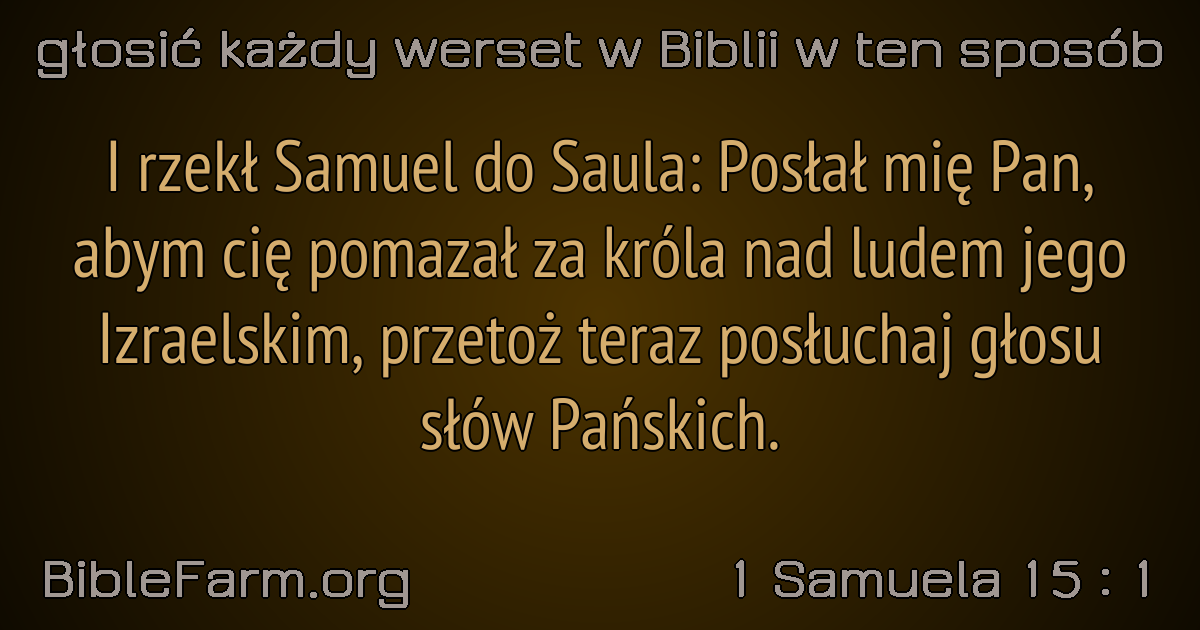 głosić każdy werset w Biblii w ten sposób
I rzekł Samuel do Saula: Posłał mię Pan,
abym cię pomazał za króla nad ludem jego
Izraelskim, przetoż teraz posłuchaj głosu
słów Pańskich.
BibleFarm.org
1 Samuela 15 : 1